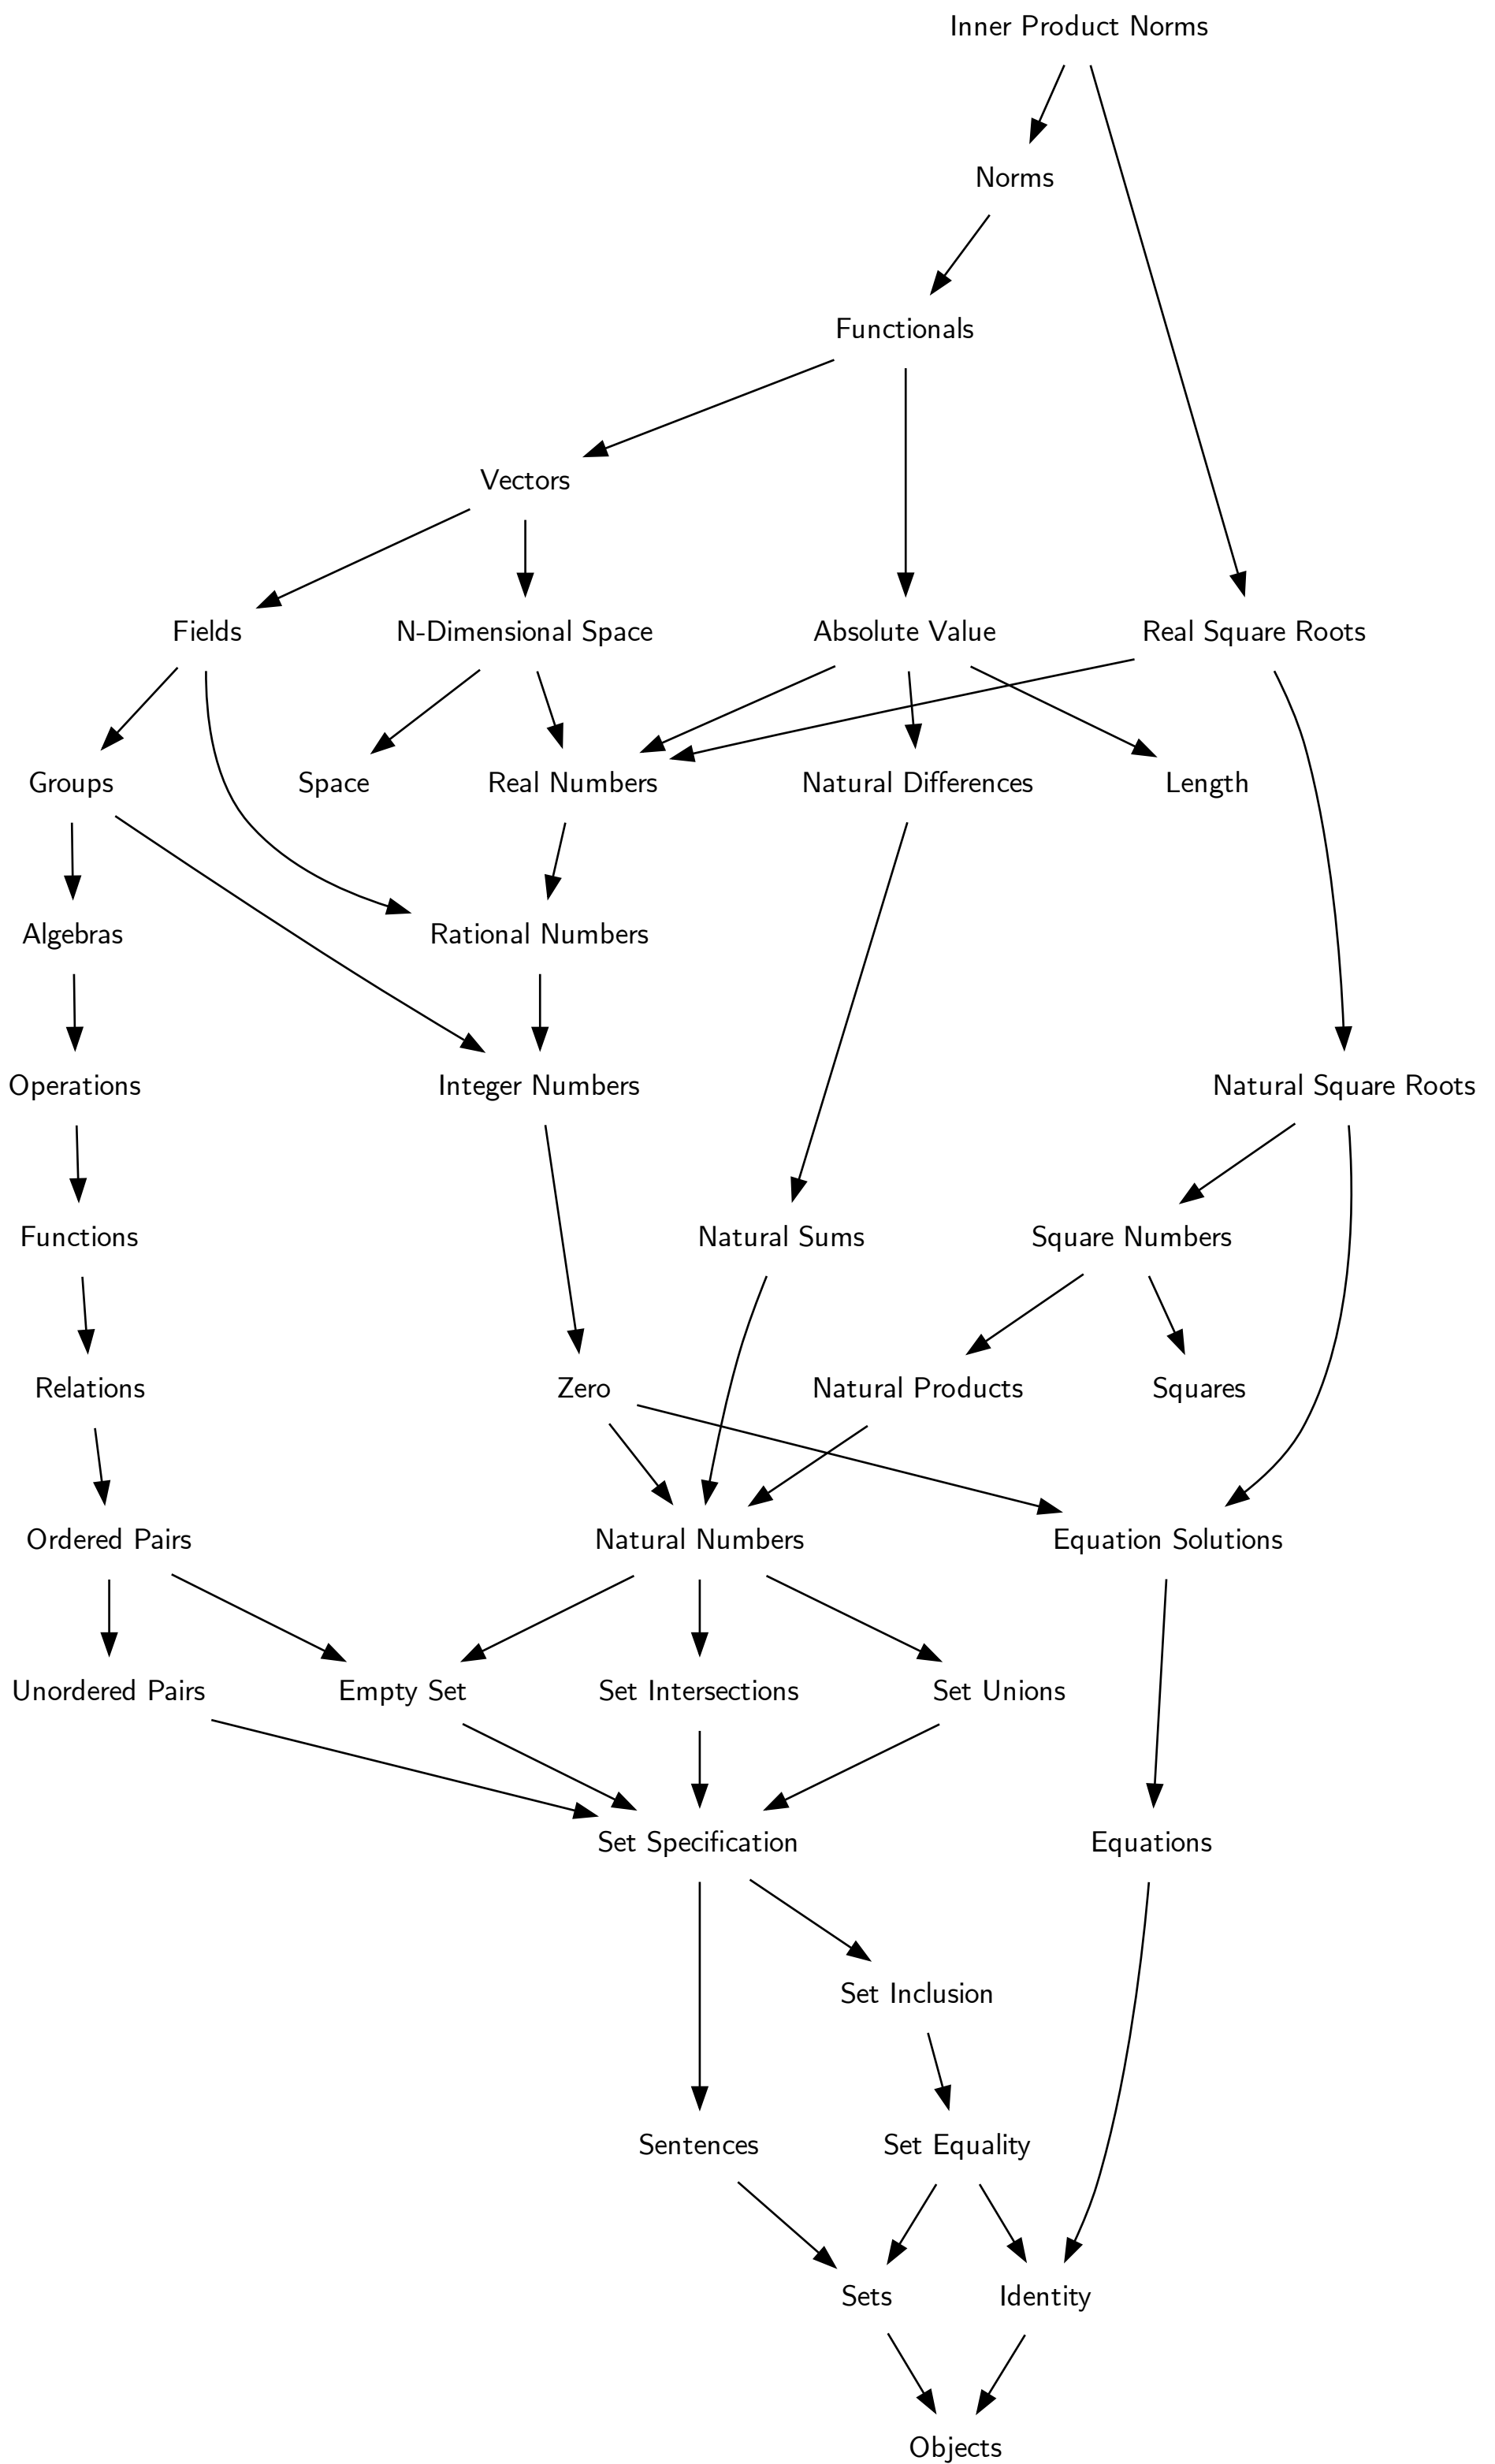 Inner Product Norms
Norms
Functionals
Vectors
Fields
N-Dimensional Space
Absolute Value
Real Square Roots
Groups
Space
Real Numbers
Natural Differences
Length
Algebras
Rational Numbers
Operations
Integer Numbers
Natural Square Roots
Functions
Natural Sums
Square Numbers
Relations
Zero
Natural Products
Squares
Ordered Pairs
Natural Numbers
Equation Solutions
Unordered Pairs
Empty Set
Set Intersections
Set Unions
Set Specification
Equations
Set Inclusion
Sentences
Set Equality
Sets
Identity
Objects